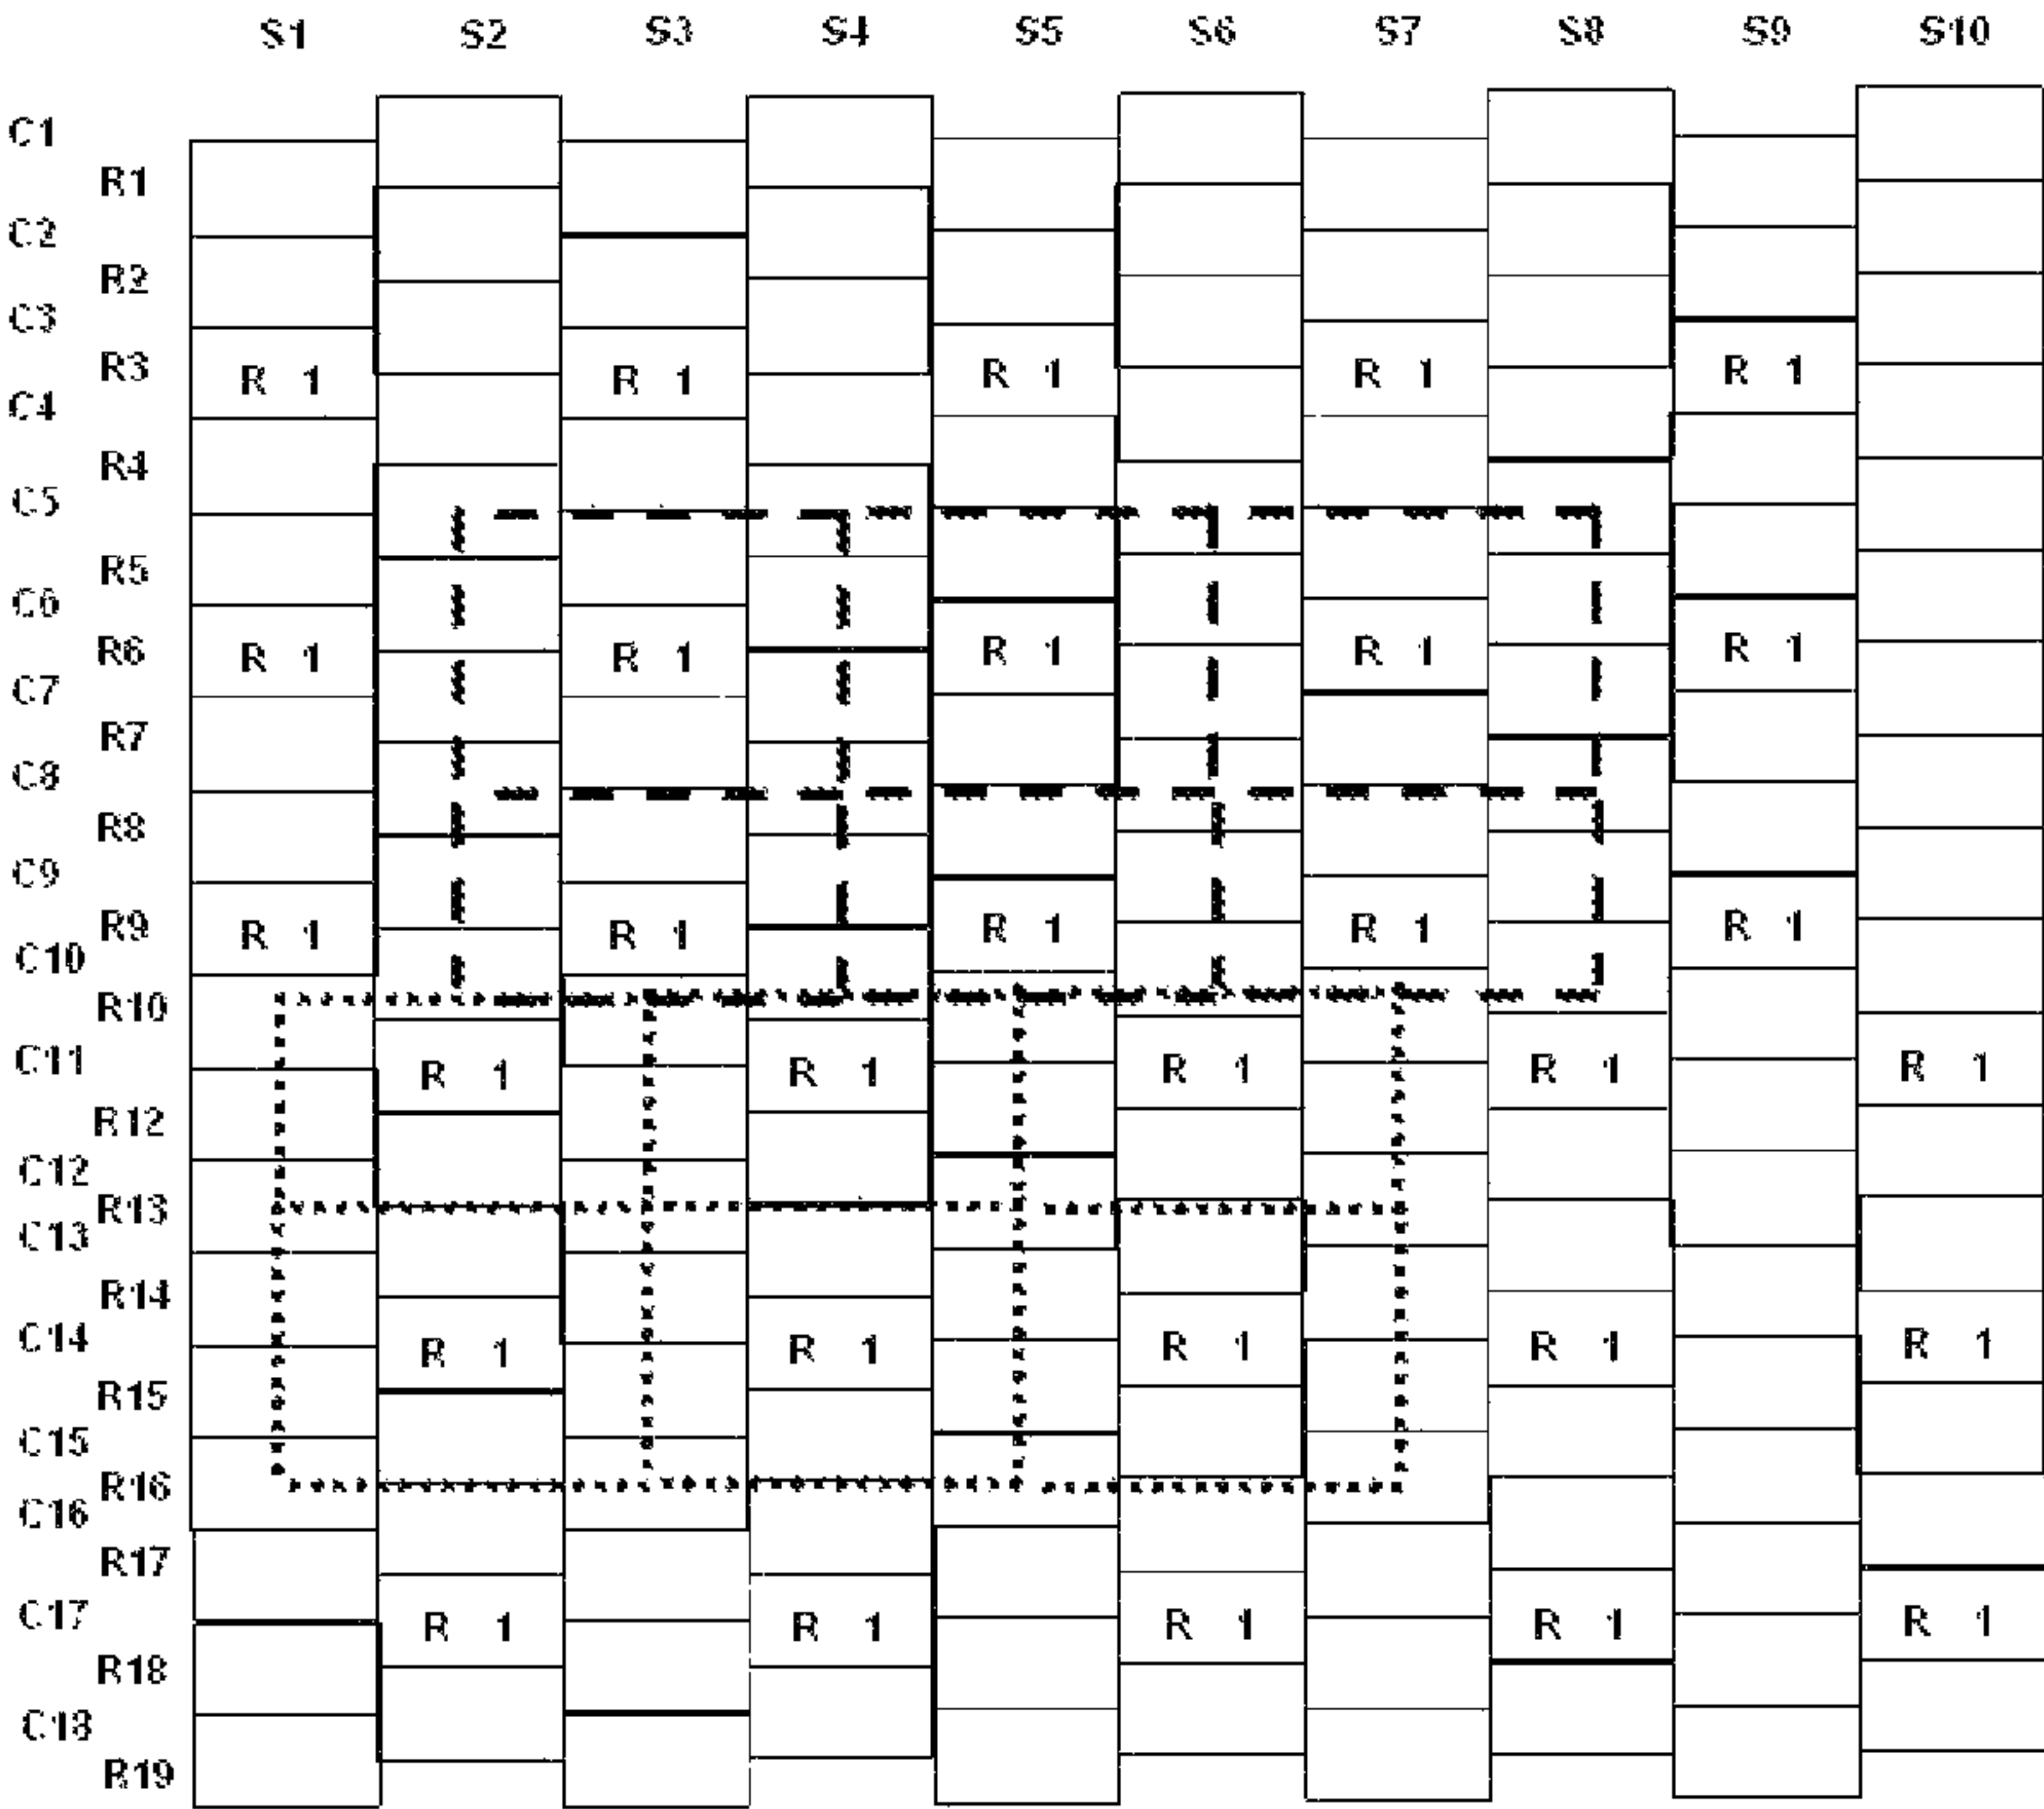 S1 S2 S3 S4 S5 S6 S7 S8 S9 S10
C1
R1
C2
R2
C3
R3 R 1 R 1 R 1 R 1 R 1
C4
R4
C5
R5
C6
R6 R 1 R 1 R 1 R 1 R 1
C7
R7
C8
R8
C9
R9 R 1 R 1 R 1 R 1 R 1
C10
R10
C11 R 1 R 1 R 1 R 1 R 1
R12
C12
R13
C13
R14
C14 R 1 R 1 R 1 R 1 R 1
R15
C15
R16
C16
R17
C17 R 1 R 1 R 1 R 1 R 1
R18
C18
R19